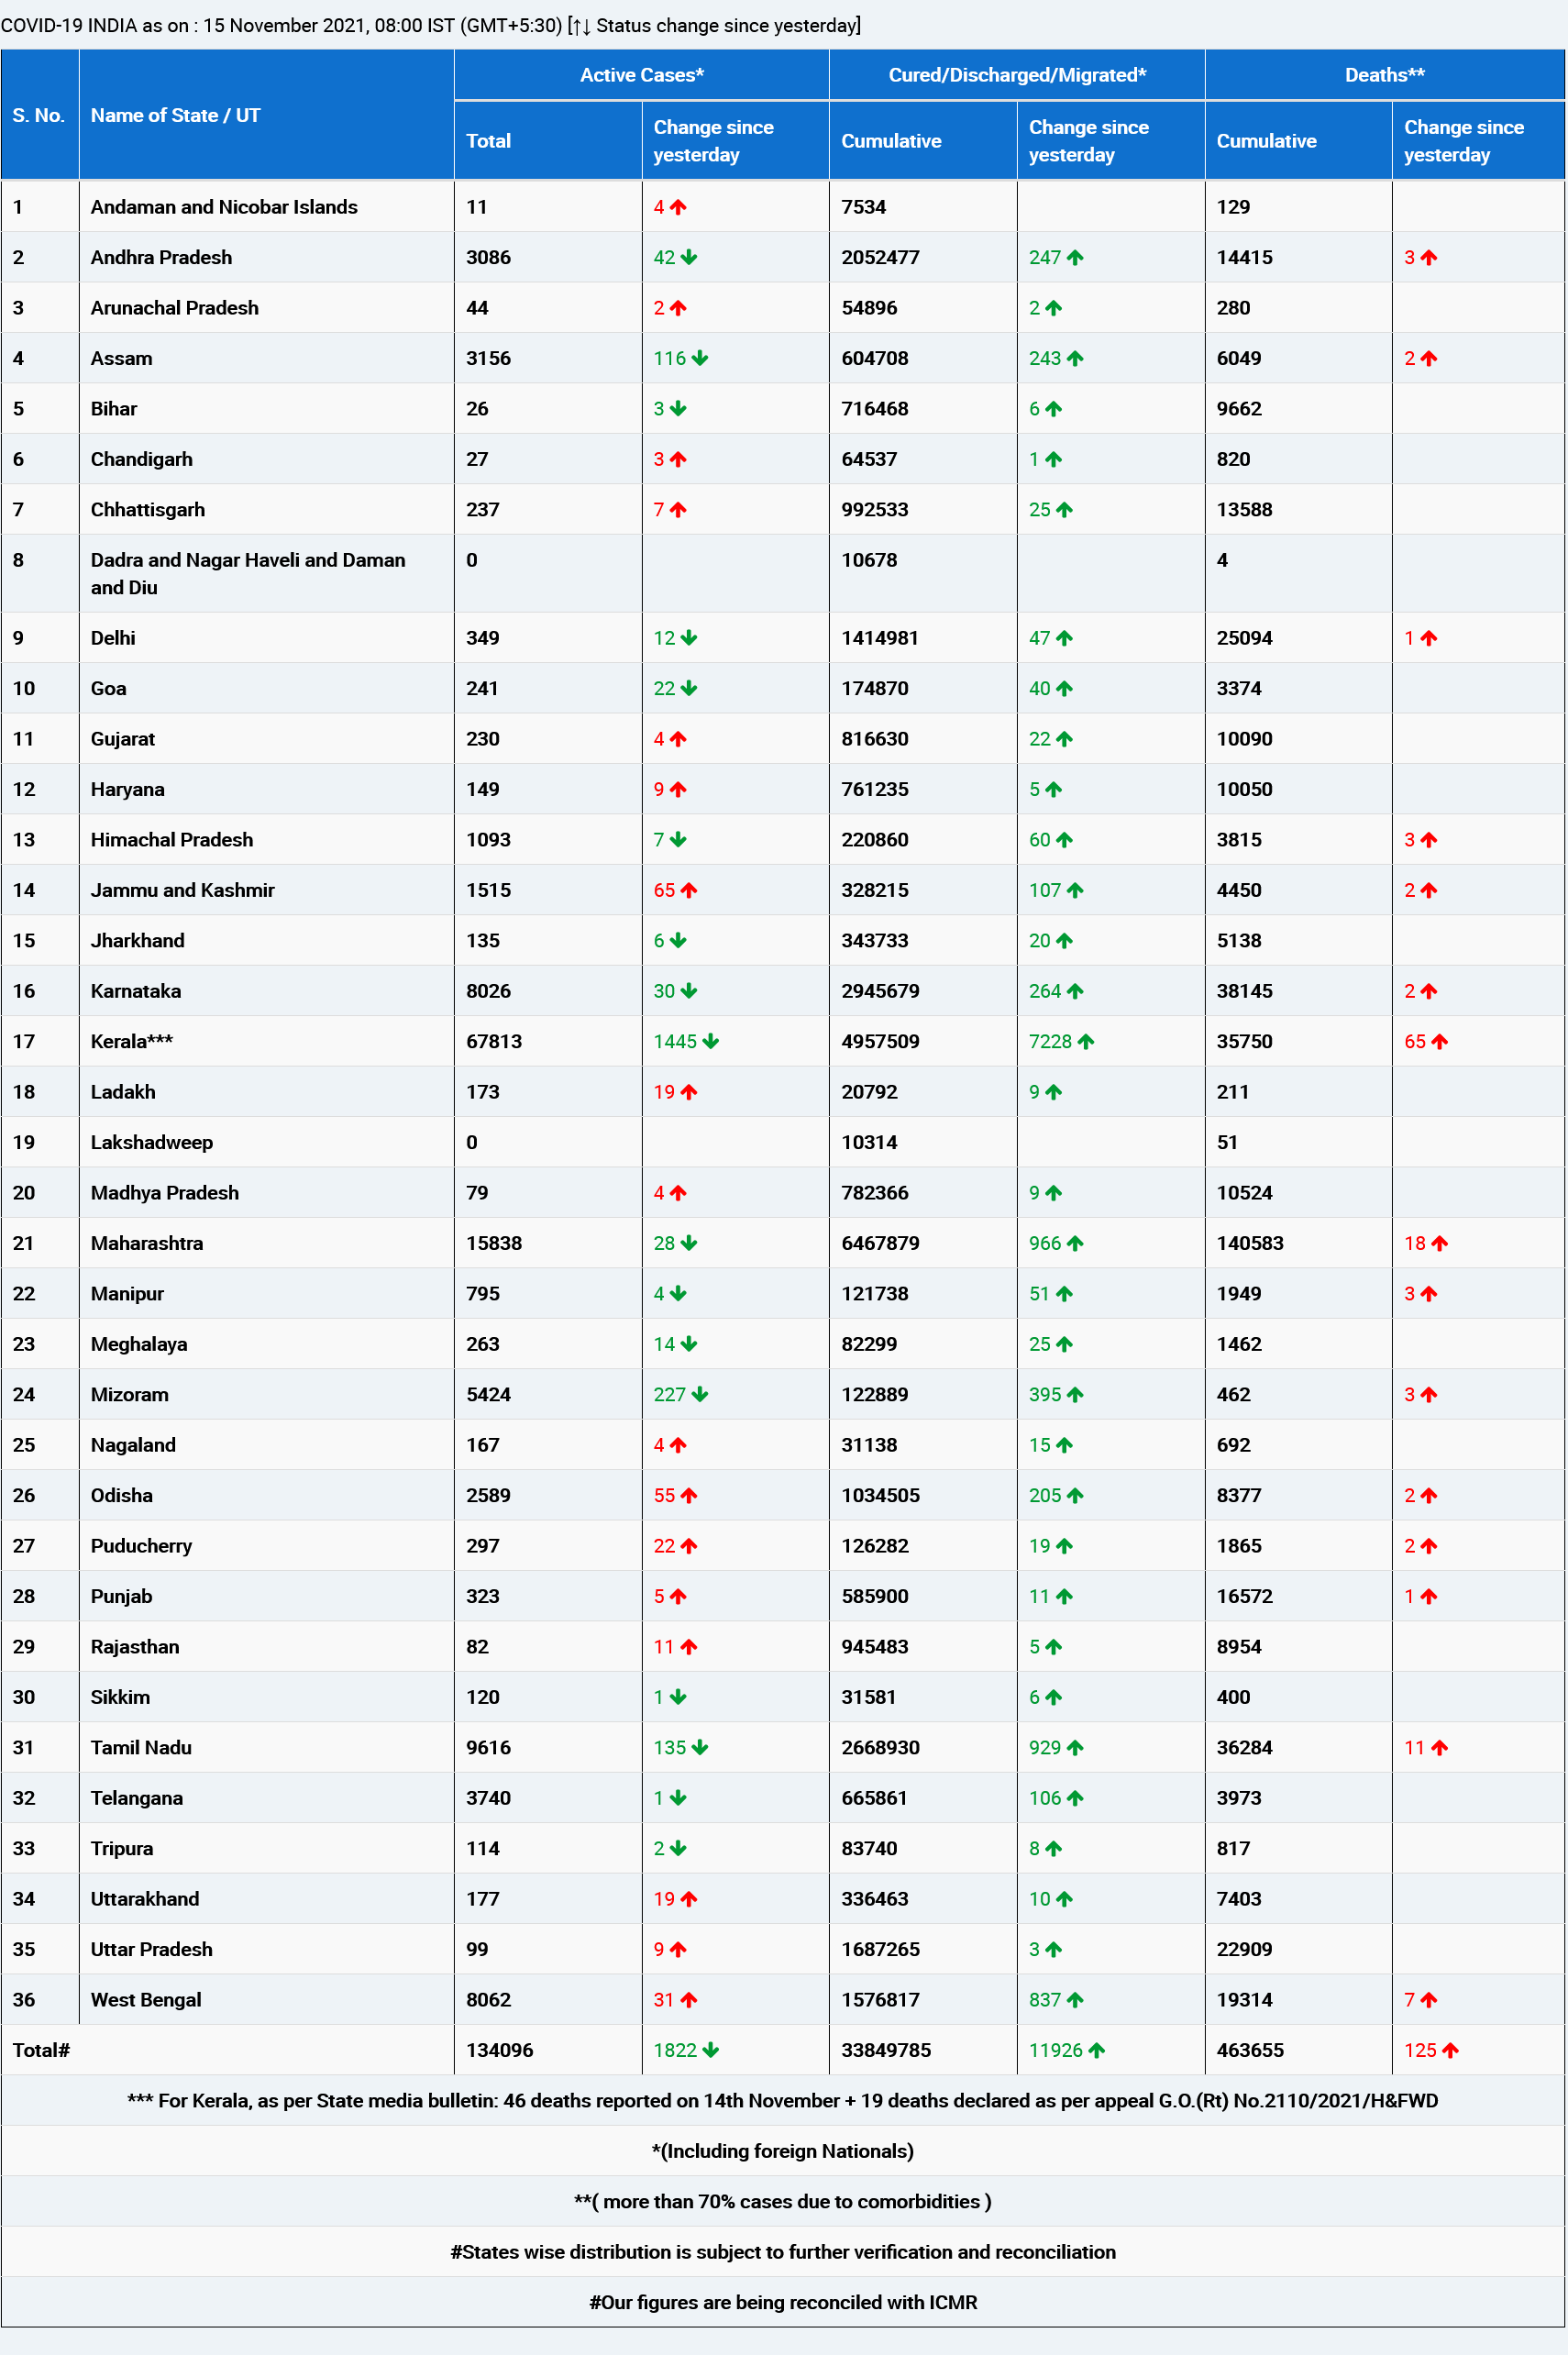 COVID-19 INDIA as on : 15 November 2021, 08:00 IST (GMT+5:30) [↑↓ Status change since yesterday]
S. No. Name of State / UT Active Cases* Cured/Discharged/Migrated* Deaths**
Total Change since yesterday Cumulative Change since yesterday Cumulative Change since yesterday
1 Andaman and Nicobar Islands 11 4 ↑ 7534 129
2 Andhra Pradesh 3086 42 ↓ 2052477 247 ↑ 14415 3 ↑
3 Arunachal Pradesh 44 2 ↑ 54896 2 ↑ 280
4 Assam 3156 116 ↓ 604708 243 ↑ 6049 2 ↑
5 Bihar 26 3 ↓ 716468 6 ↑ 9662
6 Chandigarh 27 3 ↑ 64537 1 ↑ 820
7 Chhattisgarh 237 7 ↑ 992533 25 ↑ 13588
8 Dadra and Nagar Haveli and Daman and Diu 0 10678 4
9 Delhi 349 12 ↓ 1414981 47 ↑ 25094 1 ↑
10 Goa 241 22 ↓ 174870 40 ↑ 3374
11 Gujarat 230 4 ↑ 816630 22 ↑ 10090
12 Haryana 149 9 ↑ 761235 5 ↑ 10050
13 Himachal Pradesh 1093 7 ↓ 220860 60 ↑ 3815 3 ↑
14 Jammu and Kashmir 1515 65 ↑ 328215 107 ↑ 4450 2 ↑
15 Jharkhand 135 6 ↓ 343733 20 ↑ 5138
16 Karnataka 8026 30 ↓ 2945679 264 ↑ 38145 2 ↑
17 Kerala*** 67813 1445 ↓ 4957509 7228 ↑ 35750 65 ↑
18 Ladakh 173 19 ↑ 20792 9 ↑ 211
19 Lakshadweep 0 10314 51
20 Madhya Pradesh 79 4 ↑ 782366 9 ↑ 10524
21 Maharashtra 15838 28 ↓ 6467879 966 ↑ 140583 18 ↑
22 Manipur 795 4 ↓ 121738 51 ↑ 1949 3 ↑
23 Meghalaya 263 14 ↓ 82299 25 ↑ 1462
24 Mizoram 5424 227 ↓ 122889 395 ↑ 462 3 ↑
25 Nagaland 167 4 ↑ 31138 15 ↑ 692
26 Odisha 2589 55 ↑ 1034505 205 ↑ 8377 2 ↑
27 Puducherry 297 22 ↑ 126282 19 ↑ 1865 2 ↑
28 Punjab 323 5 ↑ 585900 11 ↑ 16572 1 ↑
29 Rajasthan 82 11 ↑ 945483 5 ↑ 8954
30 Sikkim 120 1 ↓ 31581 6 ↑ 400
31 Tamil Nadu 9616 135 ↓ 2668930 929 ↑ 36284 11 ↑
32 Telangana 3740 1 ↓ 665861 106 ↑ 3973
33 Tripura 114 2 ↓ 83740 8 ↑ 817
34 Uttarakhand 177 19 ↑ 336463 10 ↑ 7403
35 Uttar Pradesh 99 9 ↑ 1687265 3 ↑ 22909
36 West Bengal 8062 31 ↑ 1576817 837 ↑ 19314 7 ↑
Total# 134096 1822 ↓ 33849785 11926 ↑ 463655 125 ↑
*** For Kerala, as per State media bulletin: 46 deaths reported on 14th November + 19 deaths declared as per appeal G.O.(Rt) No.2110/2021/H&FWD
*(Including foreign Nationals)
**( more than 70% cases due to comorbidities )
#States wise distribution is subject to further verification and reconciliation
#Our figures are being reconciled with ICMR